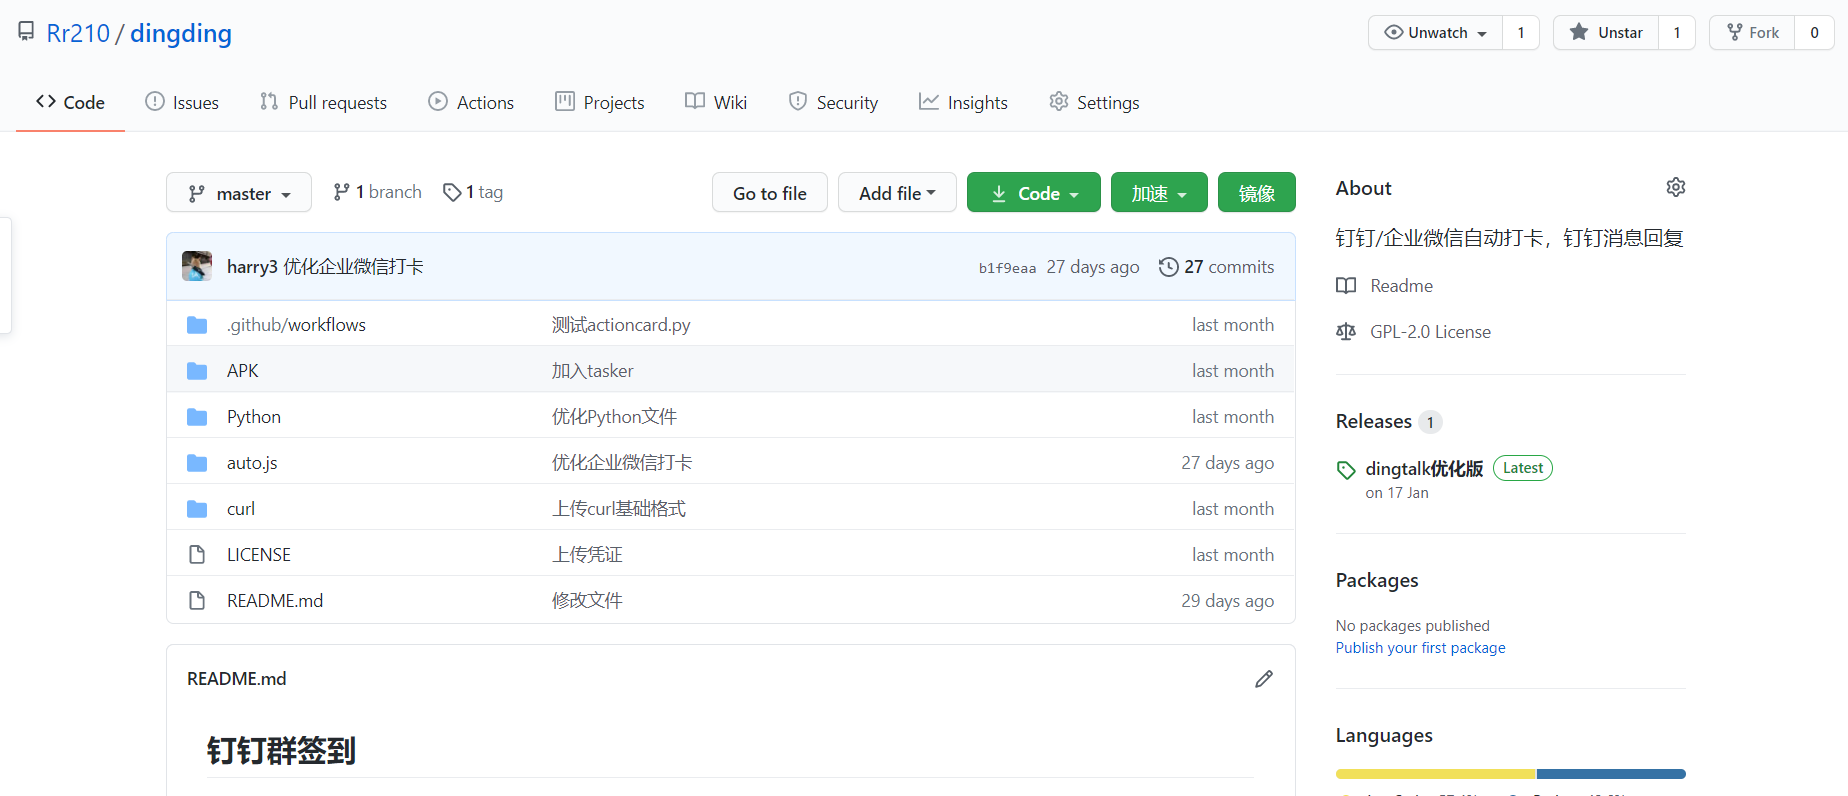 Rr210 / dingding
Unwatch 1 Unstar 1 Fork 0
Code Issues Pull requests Actions Projects Wiki Security Insights Settings
master 1 branch 1 tag Go to file Add file Code 加速 镜像
harry3 优化企业微信打卡 b1f9eaa 27 days ago 27 commits
.github/workflows 测试actioncard.py last month
APK 加入tasker last month
Python 优化Python文件 last month
auto.js 优化企业微信打卡 27 days ago
curl 上传curl基础格式 last month
LICENSE 上传凭证 last month
README.md 修改文件 29 days ago
README.md
钉钉群签到
About
钉钉/企业微信自动打卡，钉钉消息回复
Readme
GPL-2.0 License
Releases 1
dingtalk优化版 Latest
on 17 Jan
Packages
No packages published
Publish your first package
Languages